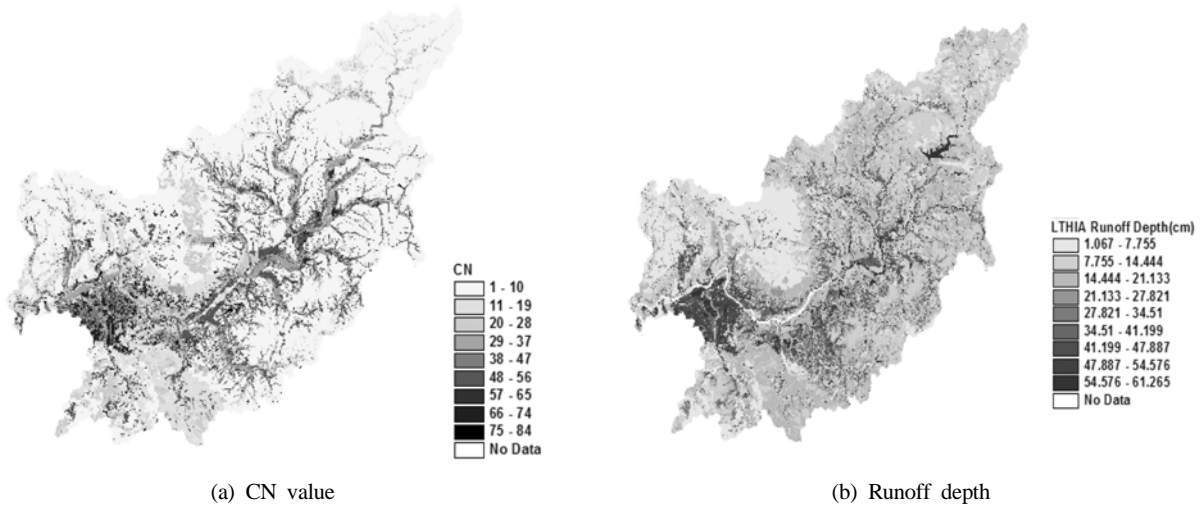 CN
1 - 10
11 - 19
20 - 28
29 - 37
38 - 47
48 - 56
57 - 65
66 - 74
75 - 84
No Data
(a) CN value
LTHIA Runoff Depth(cm)
1.067 - 7.755
7.755 - 14.444
14.444 - 21.133
21.133 - 27.821
27.821 - 34.51
34.51 - 41.199
41.199 - 47.887
47.887 - 54.576
54.576 - 61.265
No Data
(b) Runoff depth